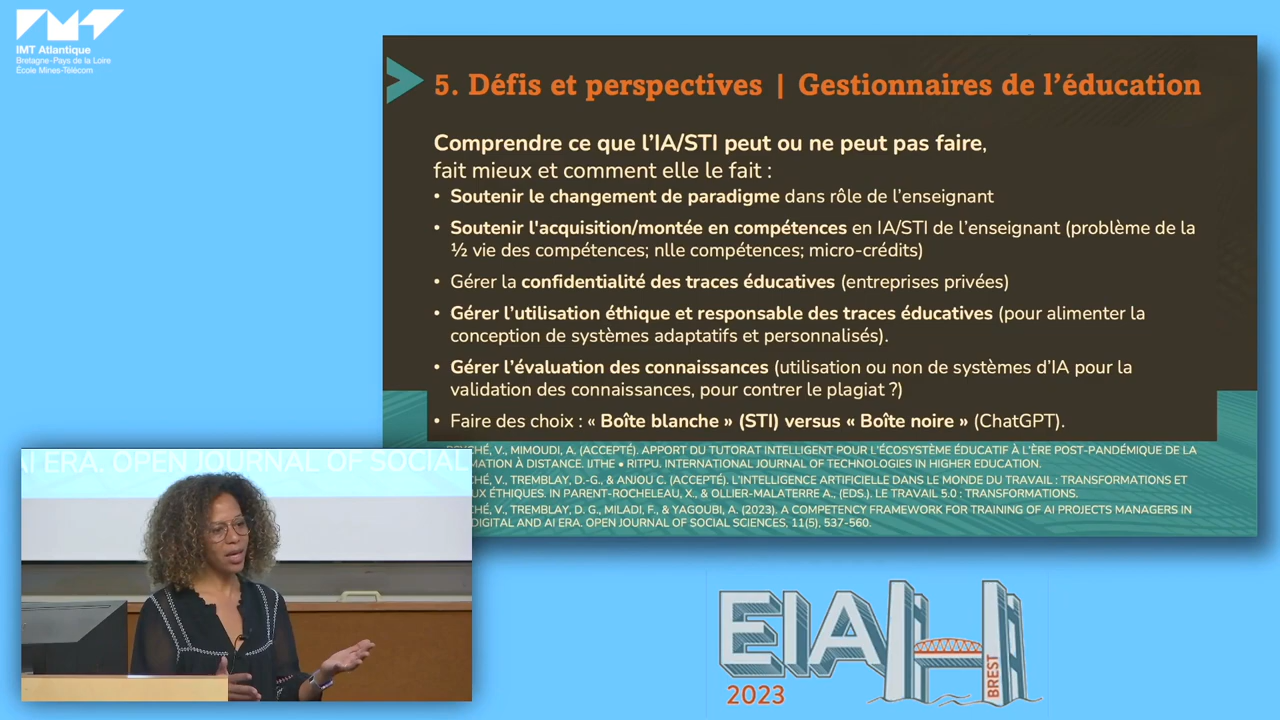 IMT Atlantique
Bretagne-Pays de la Loire
École Mines-Télécom
5. Défis et perspectives | Gestionnaires de l'éducation
Comprendre ce que l'IA/STI peut ou ne peut pas faire,
fait mieux et comment elle le fait :
• Soutenir le changement de paradigme dans rôle de l'enseignant
• Soutenir l'acquisition/montée en compétences en IA/STI de l'enseignant (problème de la
½ vie des compétences; nlle compétences; micro-crédits)
• Gérer la confidentialité des traces éducatives (entreprises privées)
• Gérer l'utilisation éthique et responsable des traces éducatives (pour alimenter la
conception de systèmes adaptatifs et personnalisés).
• Gérer l'évaluation des connaissances (utilisation ou non de systèmes d'IA pour la
validation des connaissances, pour contrer le plagiat ?)
• Faire des choix : « Boîte blanche » (STI) versus « Boîte noire » (ChatGPT).
V., MIMOUDI, A. (ACCEPTÉ). APPORT DU TUTORAT INTELLIGENT POUR L'ÉCOSYSTÈME ÉDUCATIF À L'ÈRE POST-PANDÉMIQUE DE LA
MATION À DISTANCE. IJTHE • RITPU. INTERNATIONAL JOURNAL OF TECHNOLOGIES IN HIGHER EDUCATION.
CHÉ, V., TREMBLAY, D.-G., & ANJOU C. (ACCEPTÉ). L'INTELLIGENCE ARTIFICIELLE DANS LE MONDE DU TRAVAIL : TRANSFORMATIONS ET
UX ÉTHIQUES. IN PARENT-ROCHELEAU, X., & OLLIER-MALATERRE A., (EDS.). LE TRAVAIL 5.0 : TRANSFORMATIONS.
CHÉ, V., TREMBLAY, D. G., MILADI, F., & YAGOUBI, A. (2023). A COMPETENCY FRAMEWORK FOR TRAINING OF AI PROJECTS MANAGERS IN
DIGITAL AND AI ERA. OPEN JOURNAL OF SOCIAL SCIENCES, 11(5), 537-560.
AI ERA. OPEN JOURNAL OF SOCIAL
EIAH
2023
BREST